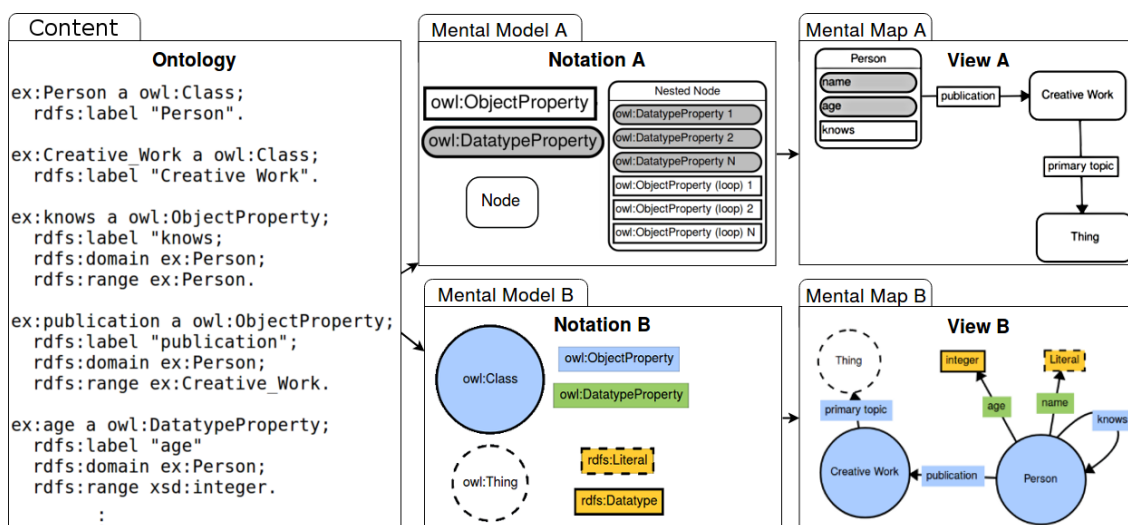 Content
Ontology
ex:Person a owl:Class;
rdfs:label "Person".
ex:Creative_Work a owl:Class;
rdfs:label "Creative Work".
ex:knows a owl:ObjectProperty;
rdfs:label "knows;
rdfs:domain ex:Person;
rdfs:range ex:Person.
ex:publication a owl:ObjectProperty;
rdfs:label "publication";
rdfs:domain ex:Person;
rdfs:range ex:Creative_Work.
ex:age a owl:DatatypeProperty;
rdfs:label "age"
rdfs:domain ex:Person;
rdfs:range xsd:integer.
:
Mental Model A
Notation A
owl:ObjectProperty
owl:DatatypeProperty
Node
Nested Node
owl:DatatypeProperty 1
owl:DatatypeProperty 2
owl:DatatypeProperty N
owl:ObjectProperty (loop) 1
owl:ObjectProperty (loop) 2
owl:ObjectProperty (loop) N
Mental Map A
View A
Person
name
age
knows
publication
Creative Work
primary topic
Thing
Mental Model B
Notation B
owl:Class
owl:ObjectProperty
owl:DatatypeProperty
owl:Thing
rdfs:Literal
rdfs:Datatype
Mental Map B
View B
Thing
integer
Literal
primary topic
age
name
knows
Creative Work
publication
Person